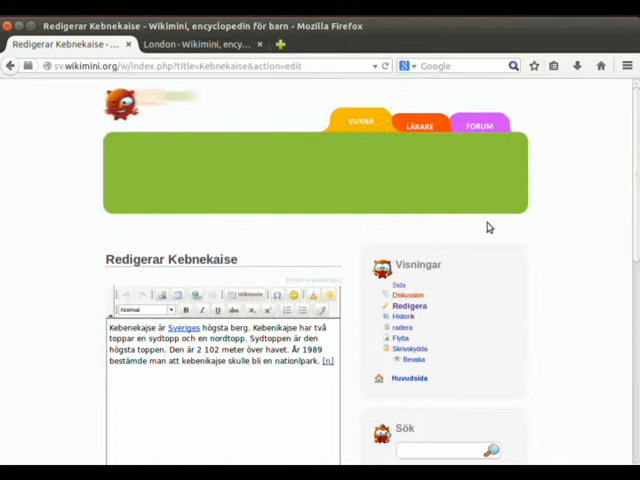 Redigerar Kebnekaise - Wikimini, encyclopedin för barn - Mozilla Firefox
Redigerar Kebnekaise - ... ×
London - Wikimini, ency... ×
sv.wikimini.org/w/index.php?title=Kebnekaise&action=edit
Google
VUXNA
LÄRARE
FORUM
Redigerar Kebnekaise
Wikitexte
Normal
Kebenekajse är Sveriges högsta berg. Kebenikajse har två
toppar en sydtopp och en nordtopp. Sydtoppen är den
högsta toppen. Den är 2 102 meter över havet. År 1989
bestämde man att kebenikajse skulle bli en nationlpark. [n]
Visningar
Sida
Diskussion
Redigera
Historik
radera
Flytta
Skrivskydda
Bevaka
Huvudsida
Sök